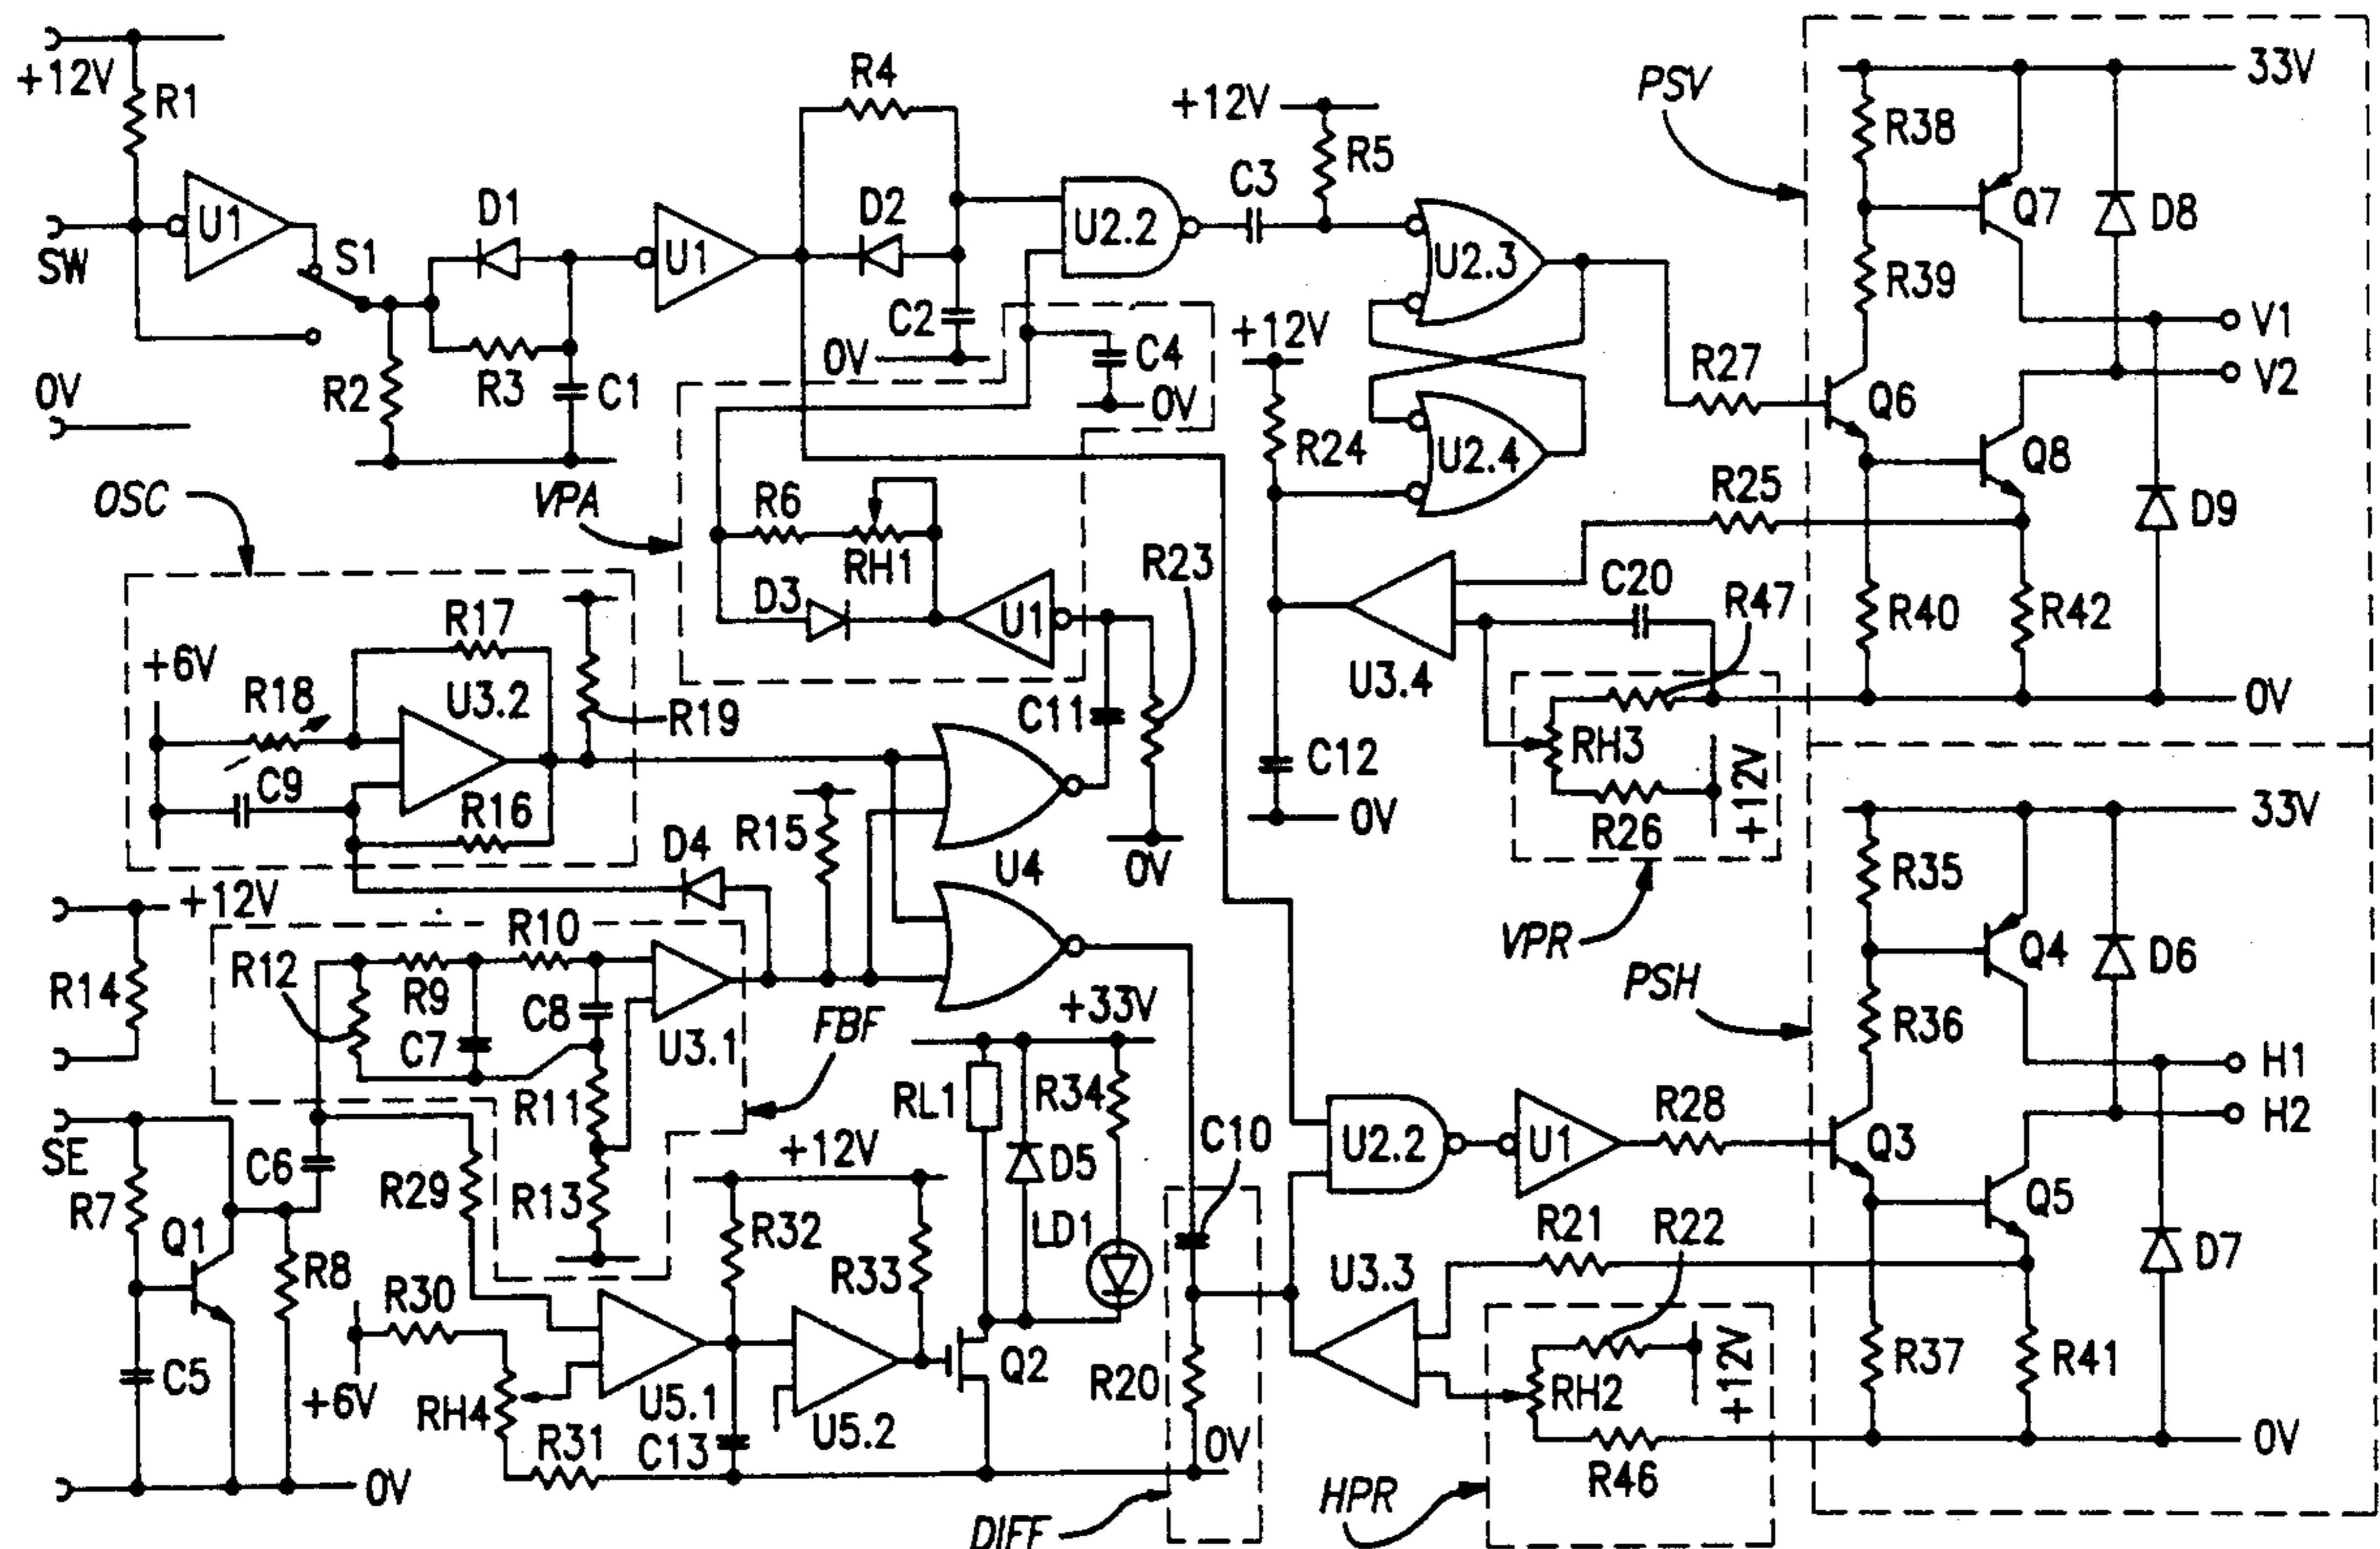 +12V
R1
SW
U1
S1
D1
R3
R2
C1
0V
U1
R4
D2
C2
0V
U2.2
+12V
R5
C3
C4
0V
U2.3
U2.4
+12V
R24
R27
R25
PSV
33V
R38
Q7
D8
R39
V1
V2
Q6
Q8
D9
R40
R42
0V
OSC
VPA
R6
RH1
D3
U1
R23
C11
0V
R17
+6V
R18
U3.2
R19
C9
R16
D4
R15
U4
U3.4
C20
R47
C12
0V
RH3
R26
+12V
VPR
33V
R35
Q4
D6
R36
PSH
H1
H2
Q3
Q5
D7
R37
R41
0V
+12V
R14
R12
R10
R9
C8
C7
U3.1
FBF
R11
R13
SE
R7
C6
Q1
R8
C5
0V
R29
R30
+6V
RH4
R31
U5.1
R32
C13
+12V
R33
U5.2
Q2
+33V
RL1
D5
R34
LD1
C10
R20
0V
DIFF
U2.2
U1
R28
R21
R22
U3.3
RH2
+12V
R46
HPR